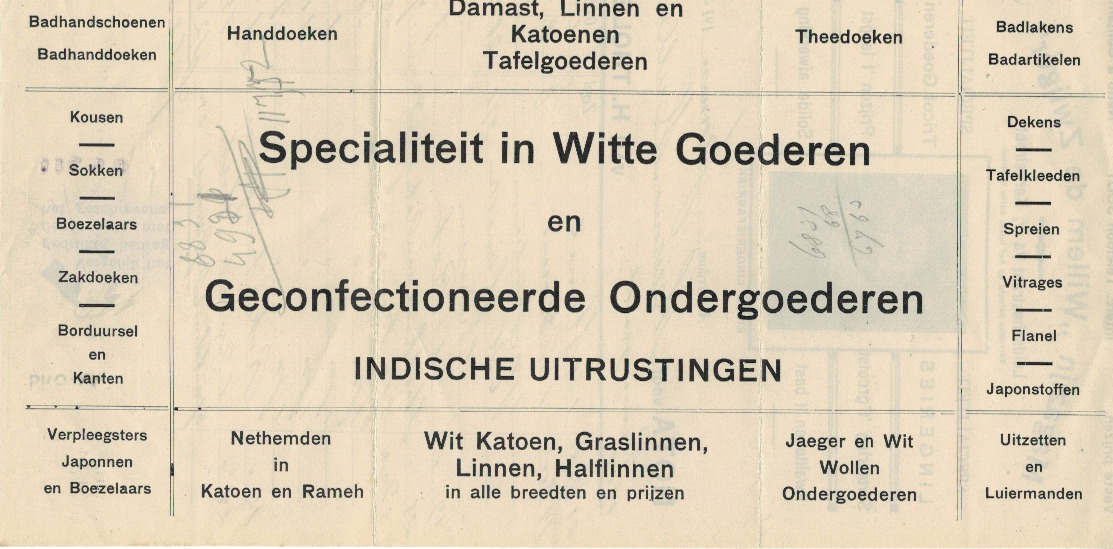 Badhandschoenen
Badhanddoeken
Handdoeken
Damast, Linnen en
Katoenen
Tafelgoederen
Theedoeken
Badlakens
Badartikelen
Kousen
Sokken
Boezelaars
Zakdoeken
Borduursel
en
Kanten
Specialiteit in Witte Goederen
en
Geconfectioneerde Ondergoederen
INDISCHE UITRUSTINGEN
Dekens
Tafelkleeden
Spreien
Vitrages
Flanel
Japonstoffen
Verpleegsters
Japonnen
en Boezelaars
Nethemden
in
Katoen en Rameh
Wit Katoen, Graslinnen,
Linnen, Halflinnen
in alle breedten en prijzen
Jaeger en Wit
Wollen
Ondergoederen
Uitzetten
en
Luiermanden